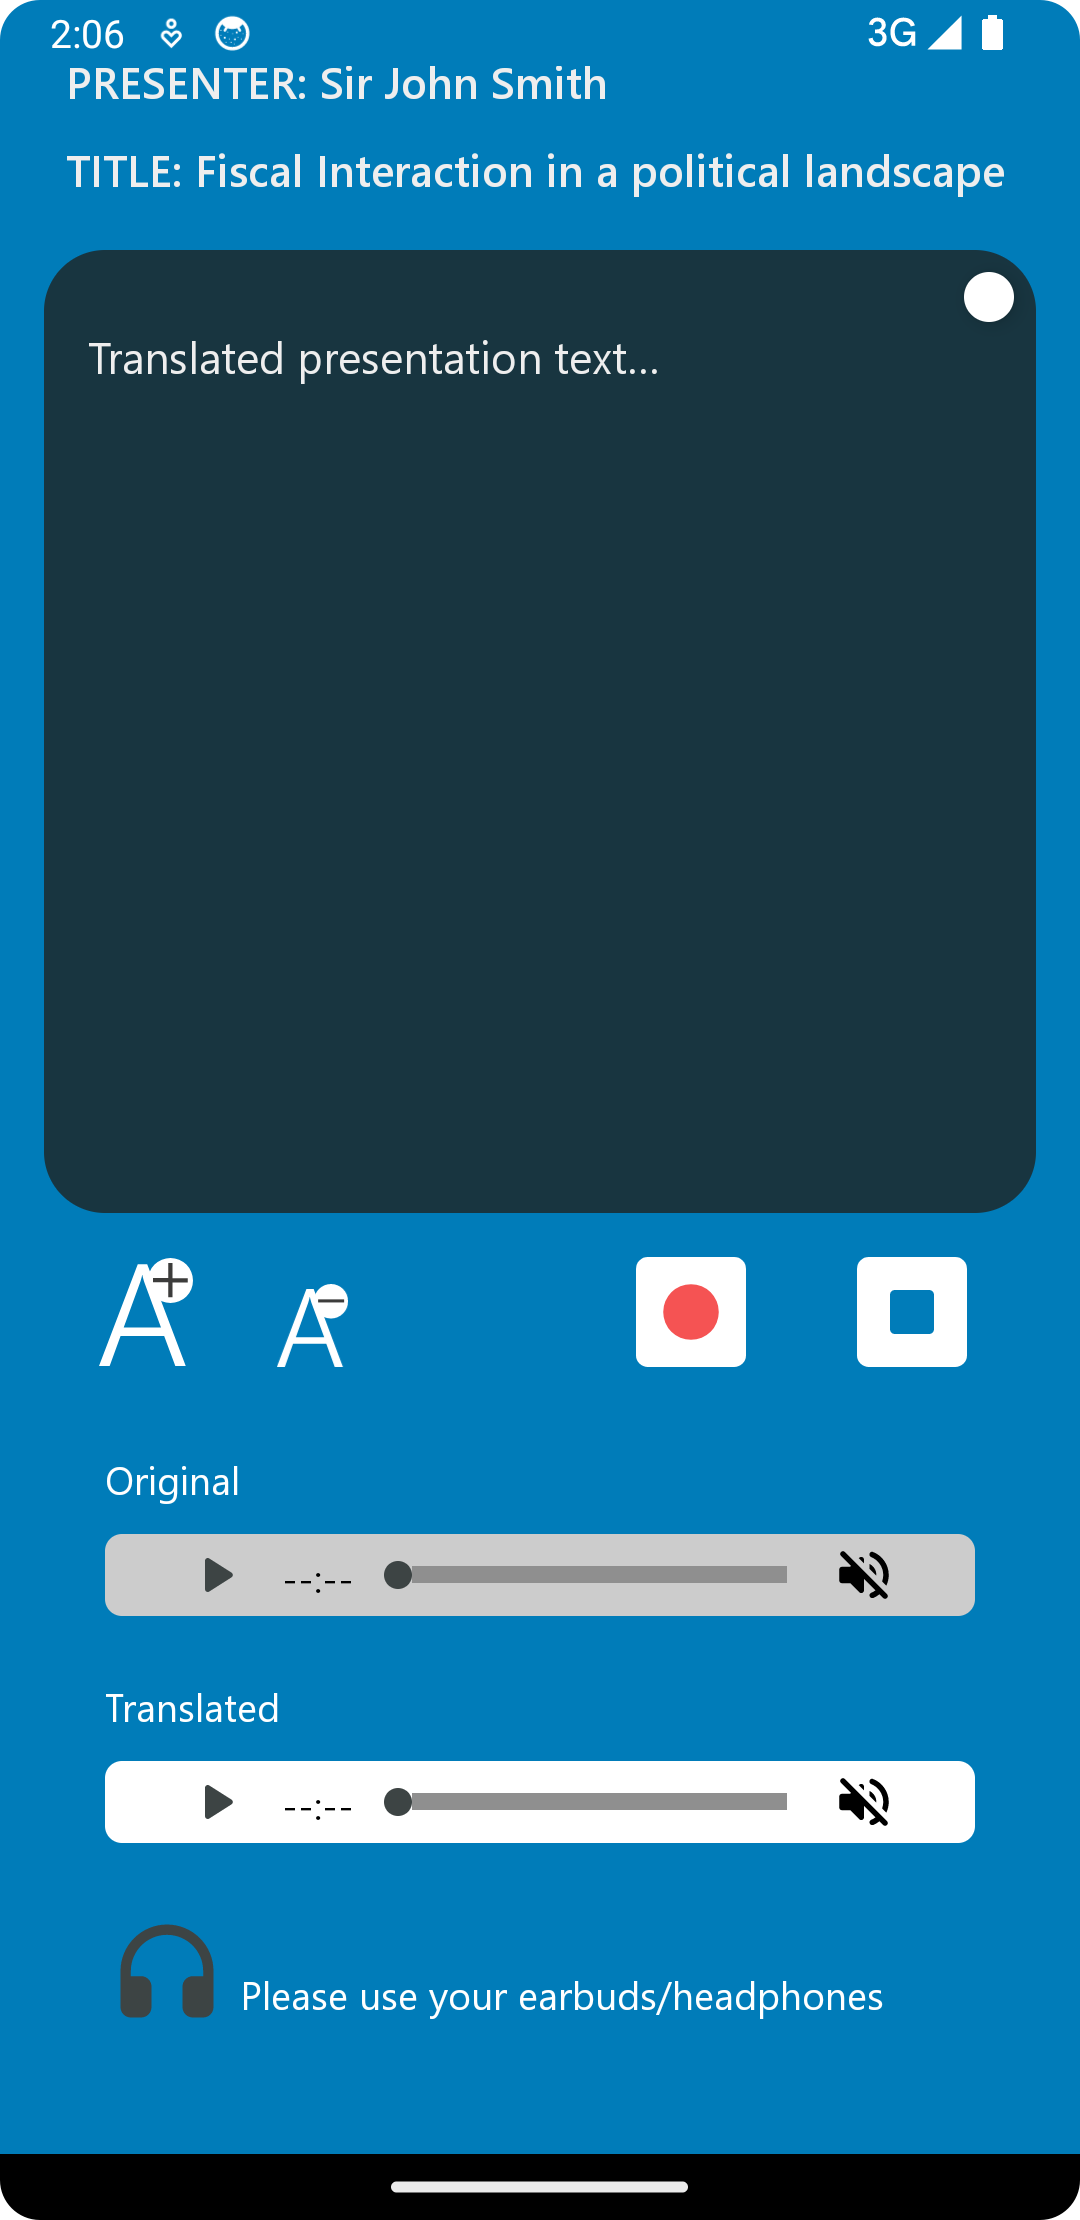 2:06 3G
PRESENTER: Sir John Smith
TITLE: Fiscal Interaction in a political landscape
Translated presentation text...
A+ A−
Original
--:--
Translated
--:--
Please use your earbuds/headphones